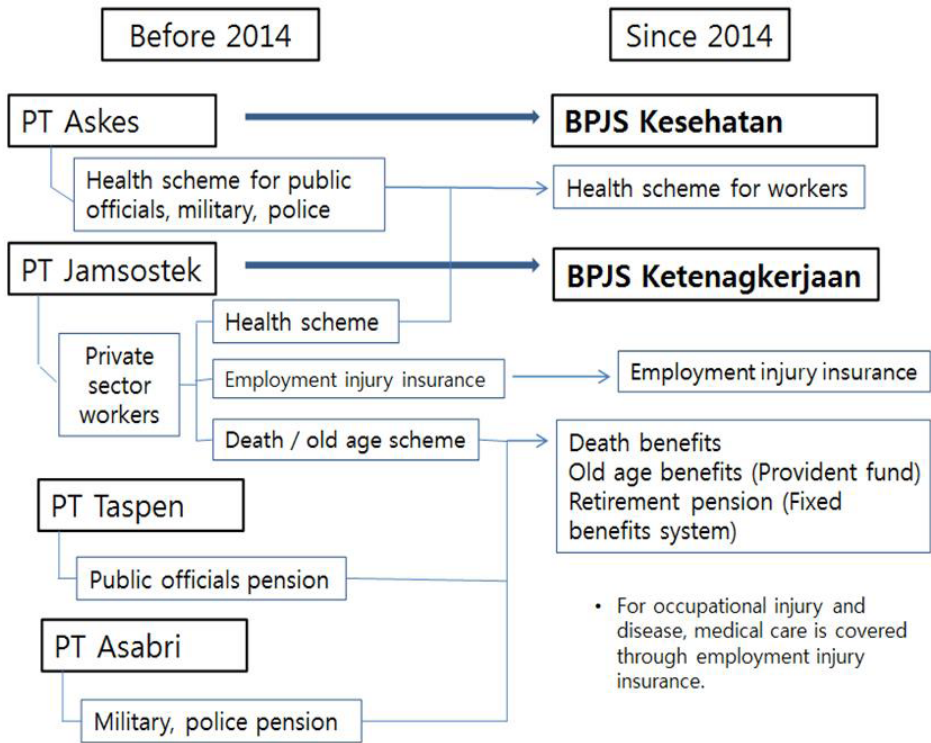 Before 2014
Since 2014
PT Askes
BPJS Kesehatan
Health scheme for public
officials, military, police
Health scheme for workers
PT Jamsostek
BPJS Ketenagkerjaan
Health scheme
Private
sector
workers
Employment injury insurance
Employment injury insurance
Death / old age scheme
Death benefits
Old age benefits (Provident fund)
Retirement pension (Fixed
benefits system)
PT Taspen
Public officials pension
PT Asabri
Military, police pension
• For occupational injury and
disease, medical care is covered
through employment injury
insurance.